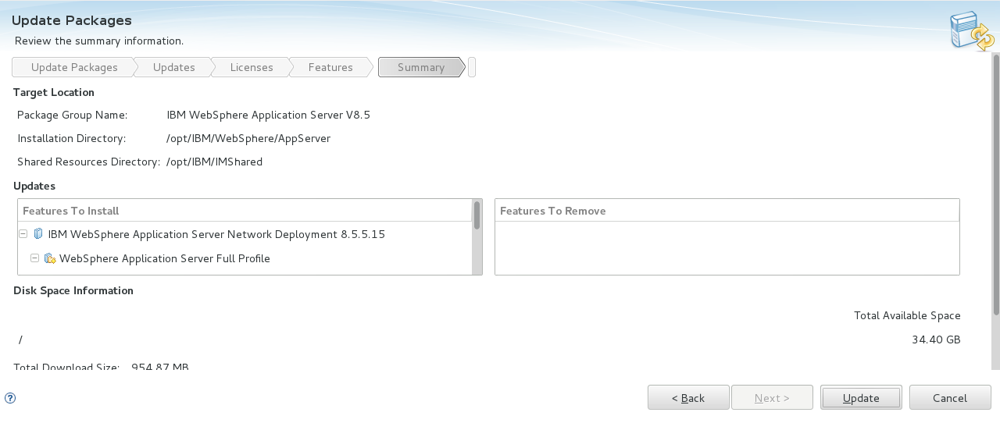 Update Packages
Review the summary information.
Update Packages
Updates
Licenses
Features
Summary
Target Location
Package Group Name: IBM WebSphere Application Server V8.5
Installation Directory: /opt/IBM/WebSphere/AppServer
Shared Resources Directory: /opt/IBM/IMShared
Updates
Features To Install
IBM WebSphere Application Server Network Deployment 8.5.5.15
WebSphere Application Server Full Profile
Features To Remove
Disk Space Information
Total Available Space
/ 34.40 GB
Total Download Size: 954.87 MB
? < Back Next > Update Cancel